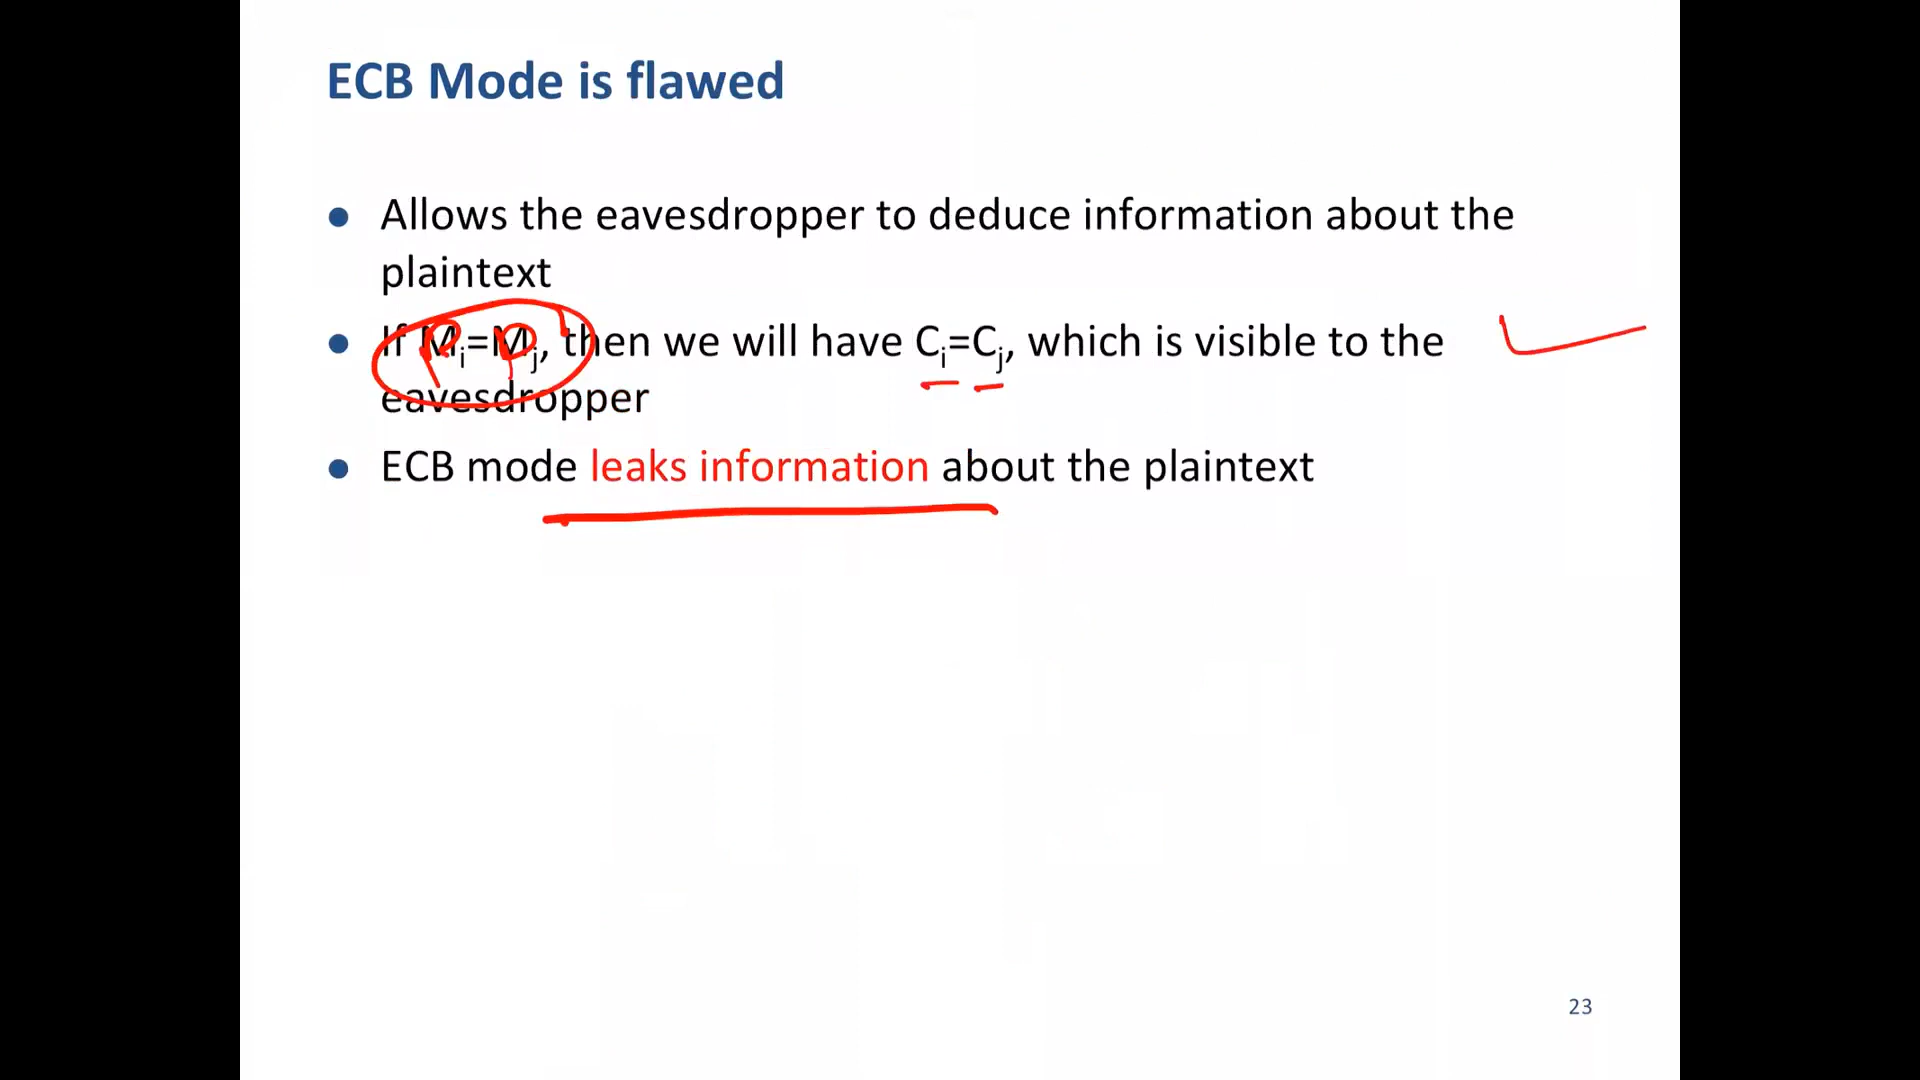 ECB Mode is flawed
Allows the eavesdropper to deduce information about the
plaintext
If Mi=Mj, then we will have Ci=Cj, which is visible to the
P P
eavesdropper
ECB mode leaks information about the plaintext
23